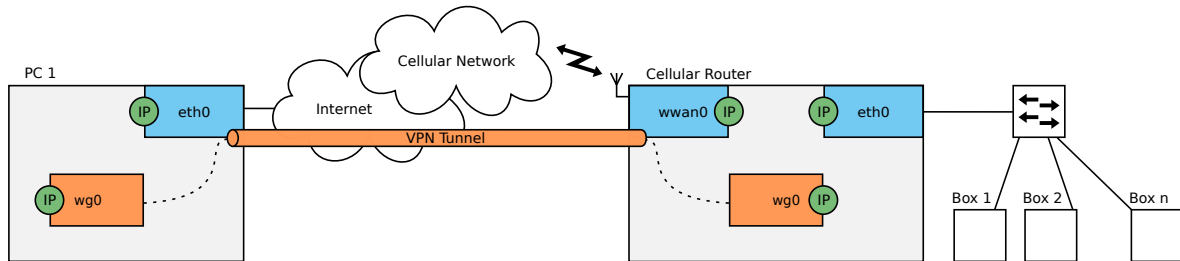 PC 1
IP
eth0
IP
wg0
Internet
Cellular Network
VPN Tunnel
Cellular Router
wwan0
IP
IP
eth0
wg0
IP
Box 1
Box 2
Box n